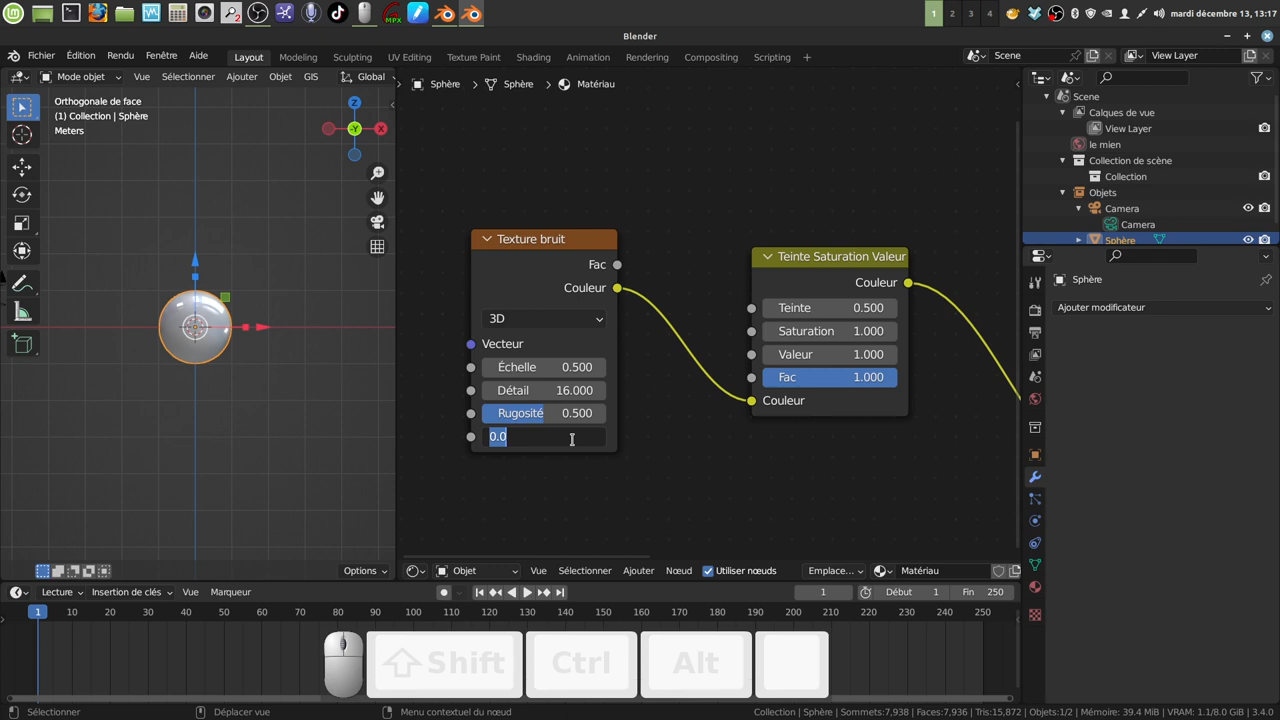 MPX
1 2 3 4
mardi décembre 13, 13:17
Blender
Fichier Édition Rendu Fenêtre Aide Layout Modeling Sculpting UV Editing Texture Paint Shading Animation Rendering Compositing Scripting + Scene View Layer
Mode objet Vue Sélectionner Ajouter Objet GIS Global
Sphère > Sphère > Matériau
Orthogonale de face
(1) Collection | Sphère
Meters
Z
X
-Y
Texture bruit
Fac
Couleur
3D
Vecteur
Échelle 0.500
Détail 16.000
Rugosité 0.500
0.0
Teinte Saturation Valeur
Couleur
Teinte 0.500
Saturation 1.000
Valeur 1.000
Fac 1.000
Couleur
Scene
Calques de vue
View Layer
le mien
Collection de scène
Collection
Objets
Camera
Camera
Sphère
Sphère
Ajouter modificateur
Options
Objet Vue Sélectionner Ajouter Nœud Utiliser nœuds Emplace... Matériau
Lecture Insertion de clés Vue Marqueur 1 Début 1 Fin 250
1 10 20 30 40 50 60 70 80 90 100 110 120 130 140 150 160 170 180 190 200 210 220 230 240 250
Shift Ctrl Alt
Sélectionner Déplacer vue Menu contextuel du nœud Collection | Sphère | Sommets:7,938 | Faces:7,936 | Tris:15,872 | Objets:1/2 | Mémoire: 39.4 MiB | VRAM: 1.1/8.0 GiB | 3.4.0